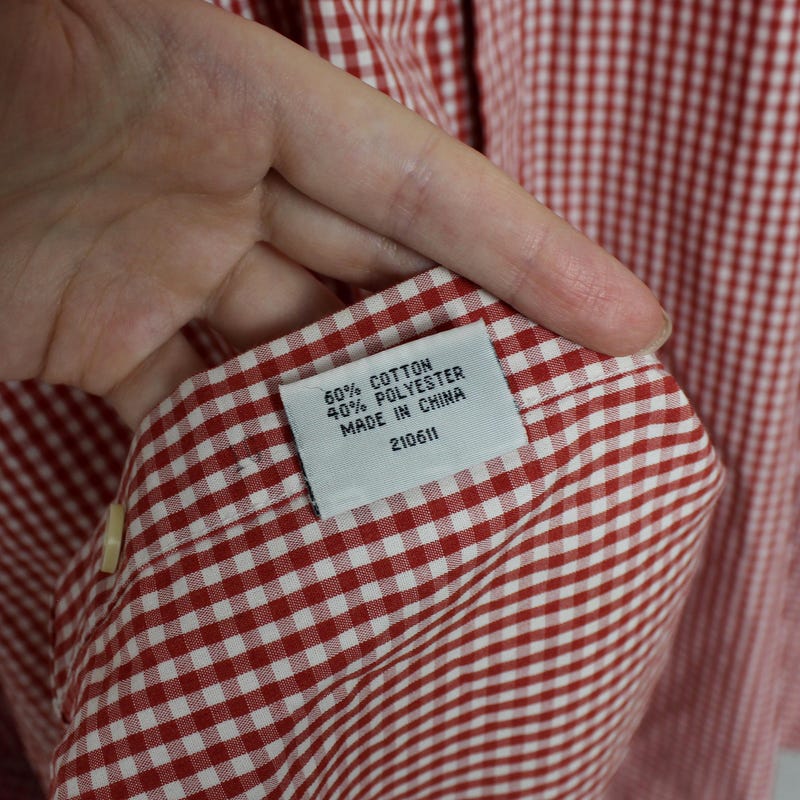 60% COTTON
40% POLYESTER
MADE IN CHINA
210611